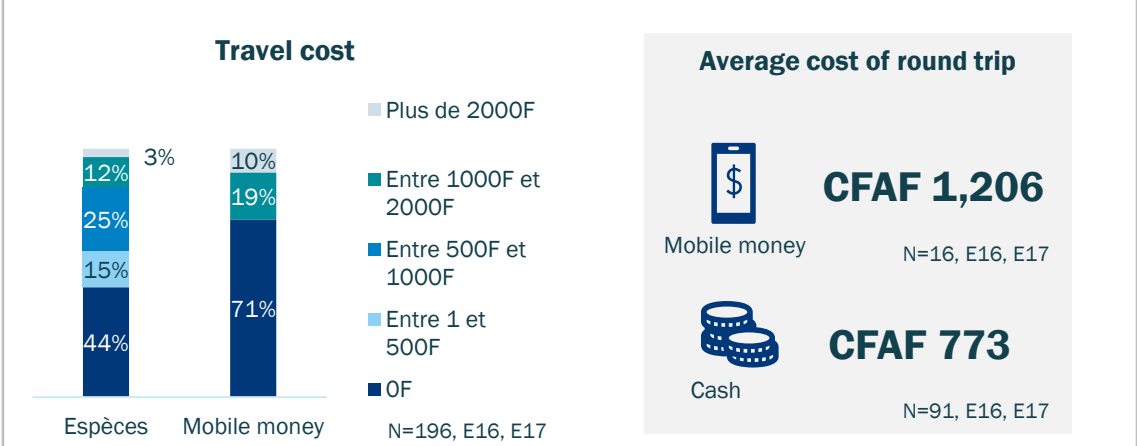 Travel cost
3%
12%
25%
15%
44%
10%
19%
71%
Espèces
Mobile money
Plus de 2000F
Entre 1000F et
2000F
Entre 500F et
1000F
Entre 1 et
500F
0F
N=196, E16, E17
Average cost of round trip
$
CFAF 1,206
Mobile money
N=16, E16, E17
CFAF 773
Cash
N=91, E16, E17